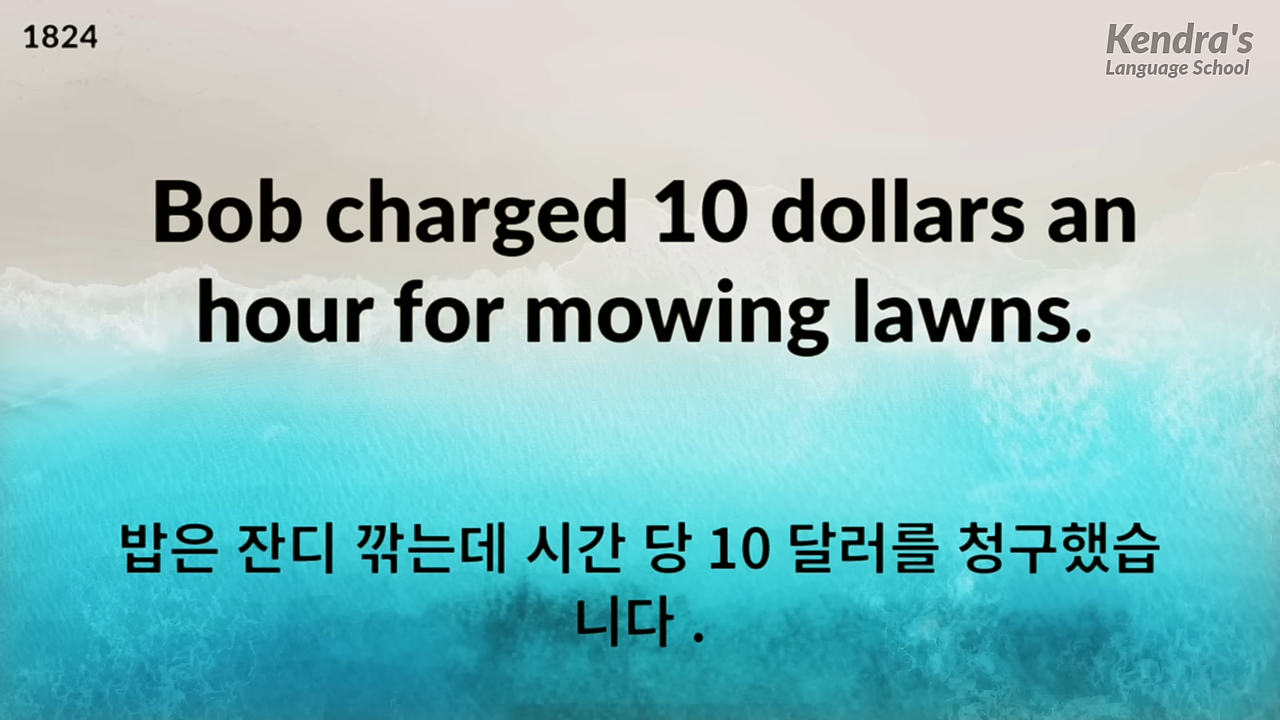 1824
Kendra's
Language School
Bob charged 10 dollars an
hour for mowing lawns.
밥은 잔디 깎는데 시간 당 10 달러를 청구했습
니다 .